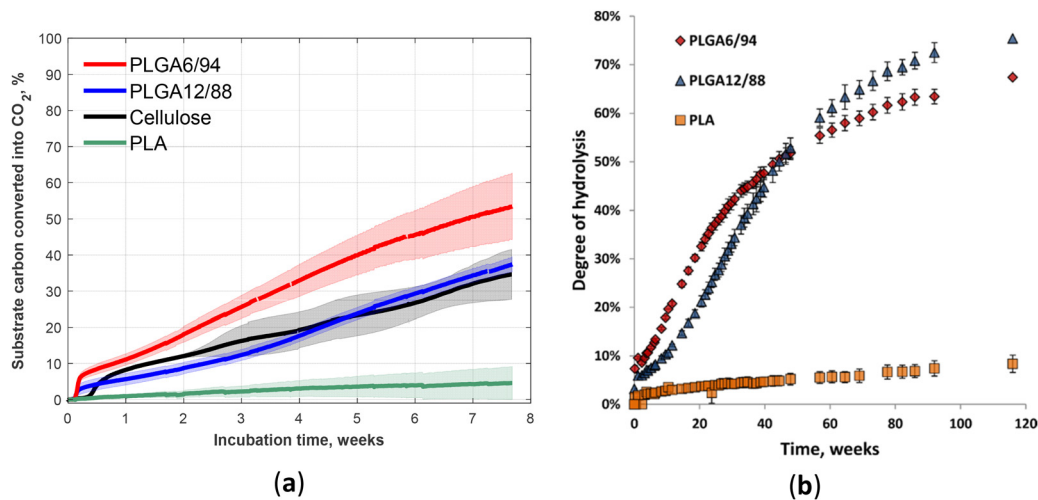 Substrate carbon converted into CO2, %
100
90
80
70
60
50
40
30
20
10
0
PLGA6/94
PLGA12/88
Cellulose
PLA
0 1 2 3 4 5 6 7 8
Incubation time, weeks
(a)
Degree of hydrolysis
80%
70%
60%
50%
40%
30%
20%
10%
0%
PLGA6/94
PLGA12/88
PLA
0 20 40 60 80 100 120
Time, weeks
(b)